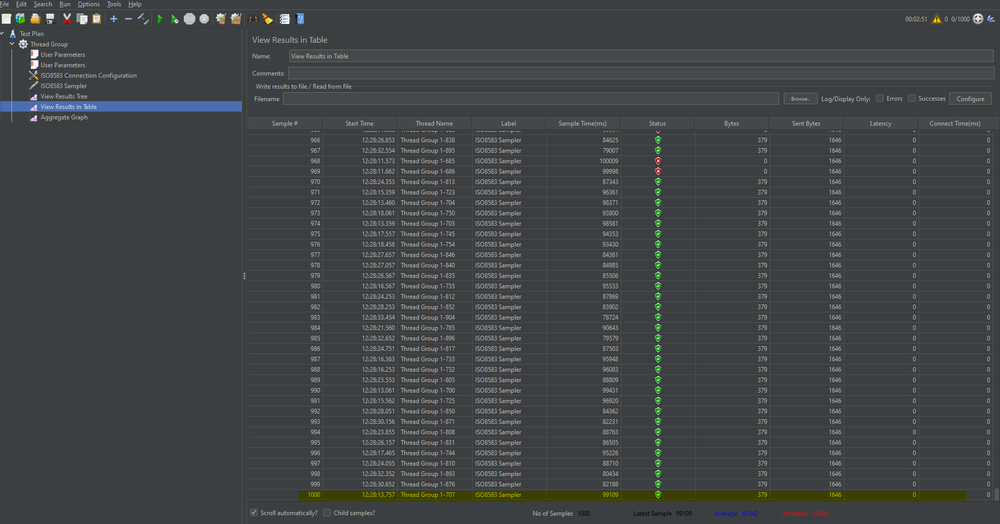 File Edit Search Run Options Tools Help
STOP
00:02:51 0 0/1000
Test Plan
Thread Group
User Parameters
User Parameters
ISO8583 Connection Configuration
ISO8583 Sampler
View Results Tree
View Results in Table
Aggregate Graph
View Results in Table
Name: View Results in Table
Comments:
Write results to file / Read from file
Filename Browse... Log/Display Only: Errors Successes Configure
Sample # Start Time Thread Name Label Sample Time(ms) Status Bytes Sent Bytes Latency Connect Time(ms)
966 12:28:26.853 Thread Group 1-838 ISO8583 Sampler 84625 379 1646 0 0
967 12:28:32.554 Thread Group 1-895 ISO8583 Sampler 79007 379 1646 0 0
968 12:28:11.573 Thread Group 1-685 ISO8583 Sampler 100009 0 1646 0 0
969 12:28:11.662 Thread Group 1-686 ISO8583 Sampler 99998 0 1646 0 0
970 12:28:24.353 Thread Group 1-813 ISO8583 Sampler 87343 379 1646 0 0
971 12:28:15.359 Thread Group 1-723 ISO8583 Sampler 96361 379 1646 0 0
972 12:28:13.460 Thread Group 1-704 ISO8583 Sampler 98371 379 1646 0 0
973 12:28:18.061 Thread Group 1-750 ISO8583 Sampler 93800 379 1646 0 0
974 12:28:13.359 Thread Group 1-703 ISO8583 Sampler 98581 379 1646 0 0
975 12:28:17.557 Thread Group 1-745 ISO8583 Sampler 94353 379 1646 0 0
976 12:28:18.458 Thread Group 1-754 ISO8583 Sampler 93430 379 1646 0 0
977 12:28:27.657 Thread Group 1-846 ISO8583 Sampler 84361 379 1646 0 0
978 12:28:27.057 Thread Group 1-840 ISO8583 Sampler 84985 379 1646 0 0
979 12:28:26.567 Thread Group 1-835 ISO8583 Sampler 85506 379 1646 0 0
980 12:28:16.567 Thread Group 1-735 ISO8583 Sampler 95533 379 1646 0 0
981 12:28:24.253 Thread Group 1-812 ISO8583 Sampler 87869 379 1646 0 0
982 12:28:28.253 Thread Group 1-852 ISO8583 Sampler 83902 379 1646 0 0
983 12:28:33.454 Thread Group 1-904 ISO8583 Sampler 78724 379 1646 0 0
984 12:28:21.560 Thread Group 1-785 ISO8583 Sampler 90643 379 1646 0 0
985 12:28:32.652 Thread Group 1-896 ISO8583 Sampler 79579 379 1646 0 0
986 12:28:24.751 Thread Group 1-817 ISO8583 Sampler 87503 379 1646 0 0
987 12:28:16.363 Thread Group 1-733 ISO8583 Sampler 95948 379 1646 0 0
988 12:28:16.253 Thread Group 1-732 ISO8583 Sampler 96083 379 1646 0 0
989 12:28:23.553 Thread Group 1-805 ISO8583 Sampler 88809 379 1646 0 0
990 12:28:13.061 Thread Group 1-700 ISO8583 Sampler 99431 379 1646 0 0
991 12:28:15.562 Thread Group 1-725 ISO8583 Sampler 96920 379 1646 0 0
992 12:28:28.051 Thread Group 1-850 ISO8583 Sampler 84362 379 1646 0 0
993 12:28:30.156 Thread Group 1-871 ISO8583 Sampler 82231 379 1646 0 0
994 12:28:23.855 Thread Group 1-808 ISO8583 Sampler 88763 379 1646 0 0
995 12:28:26.157 Thread Group 1-831 ISO8583 Sampler 86505 379 1646 0 0
996 12:28:17.465 Thread Group 1-744 ISO8583 Sampler 95226 379 1646 0 0
997 12:28:24.055 Thread Group 1-810 ISO8583 Sampler 88710 379 1646 0 0
998 12:28:32.352 Thread Group 1-893 ISO8583 Sampler 80434 379 1646 0 0
999 12:28:30.652 Thread Group 1-876 ISO8583 Sampler 82188 379 1646 0 0
1000 12:28:13.757 Thread Group 1-707 ISO8583 Sampler 99109 379 1646 0 0
Scroll automatically? Child samples? No of Samples 1000 Latest Sample 99109 Average 61542 Deviation 33429